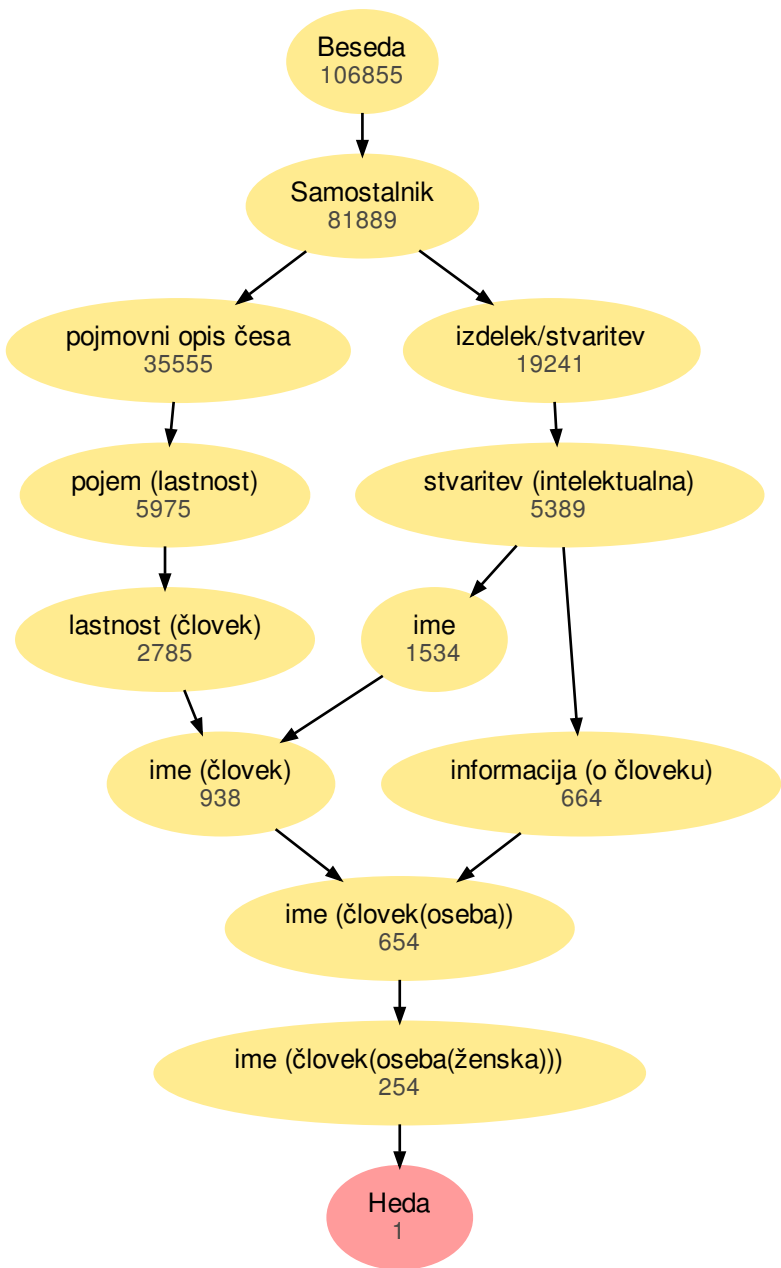 Beseda
106855
Samostalnik
81889
pojmovni opis česa
35555
izdelek/stvaritev
19241
pojem (lastnost)
5975
stvaritev (intelektualna)
5389
lastnost (človek)
2785
ime
1534
ime (človek)
938
informacija (o človeku)
664
ime (človek(oseba))
654
ime (človek(oseba(ženska)))
254
Heda
1